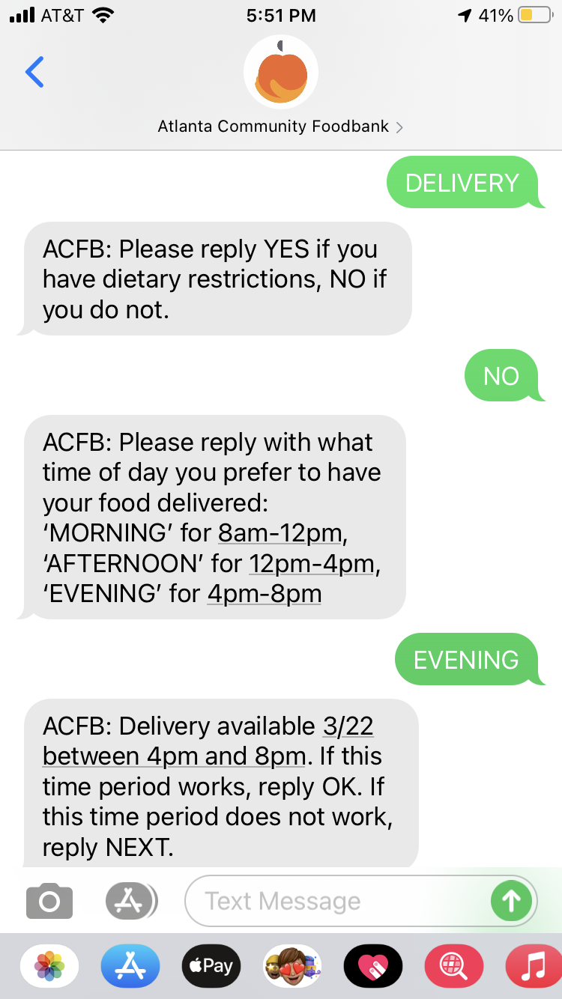 AT&T 5:51 PM 41%
Atlanta Community Foodbank
DELIVERY
ACFB: Please reply YES if you
have dietary restrictions, NO if
you do not.
NO
ACFB: Please reply with what
time of day you prefer to have
your food delivered:
‘MORNING’ for 8am-12pm,
‘AFTERNOON’ for 12pm-4pm,
‘EVENING’ for 4pm-8pm
EVENING
ACFB: Delivery available 3/22
between 4pm and 8pm. If this
time period works, reply OK. If
this time period does not work,
reply NEXT.
Text Message
Pay